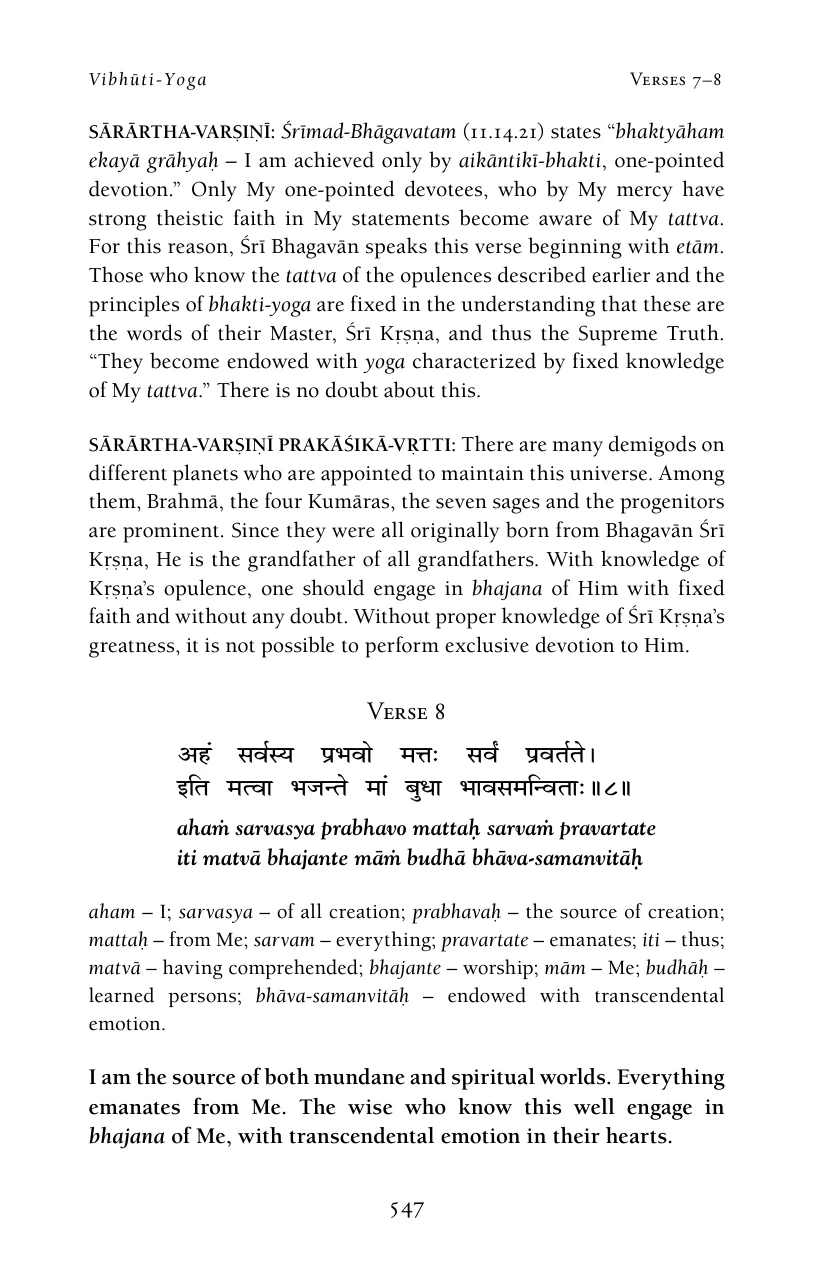 Vibhūti-Yoga VERSES 7–8
SĀRĀRTHA-VARṢIṆĪ: Śrīmad-Bhāgavatam (11.14.21) states “bhaktyāham
ekayā grāhyaḥ – I am achieved only by aikāntikī-bhakti, one-pointed
devotion.” Only My one-pointed devotees, who by My mercy have
strong theistic faith in My statements become aware of My tattva.
For this reason, Śrī Bhagavān speaks this verse beginning with etām.
Those who know the tattva of the opulences described earlier and the
principles of bhakti-yoga are fixed in the understanding that these are
the words of their Master, Śrī Kṛṣṇa, and thus the Supreme Truth.
“They become endowed with yoga characterized by fixed knowledge
of My tattva.” There is no doubt about this.
SĀRĀRTHA-VARṢIṆĪ PRAKĀŚIKĀ-VṚTTI: There are many demigods on
different planets who are appointed to maintain this universe. Among
them, Brahmā, the four Kumāras, the seven sages and the progenitors
are prominent. Since they were all originally born from Bhagavān Śrī
Kṛṣṇa, He is the grandfather of all grandfathers. With knowledge of
Kṛṣṇa’s opulence, one should engage in bhajana of Him with fixed
faith and without any doubt. Without proper knowledge of Śrī Kṛṣṇa’s
greatness, it is not possible to perform exclusive devotion to Him.
VERSE 8
अहं सर्वस्य प्रभवो मत्तः सर्वं प्रवर्तते।
इति मत्वा भजन्ते मां बुधा भावसमन्विताः॥८॥
ahaṁ sarvasya prabhavo mattaḥ sarvaṁ pravartate
iti matvā bhajante māṁ budhā bhāva-samanvitāḥ
aham – I; sarvasya – of all creation; prabhavaḥ – the source of creation;
mattaḥ – from Me; sarvam – everything; pravartate – emanates; iti – thus;
matvā – having comprehended; bhajante – worship; mām – Me; budhāḥ –
learned persons; bhāva-samanvitāḥ – endowed with transcendental
emotion.
I am the source of both mundane and spiritual worlds. Everything
emanates from Me. The wise who know this well engage in
bhajana of Me, with transcendental emotion in their hearts.
547